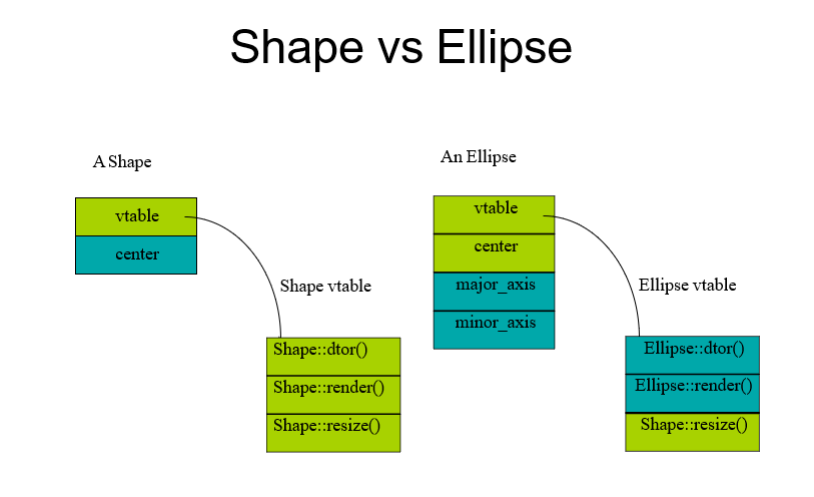 Shape vs Ellipse
A Shape
vtable
center
Shape vtable
Shape::dtor()
Shape::render()
Shape::resize()
An Ellipse
vtable
center
major_axis
minor_axis
Ellipse vtable
Ellipse::dtor()
Ellipse::render()
Shape::resize()